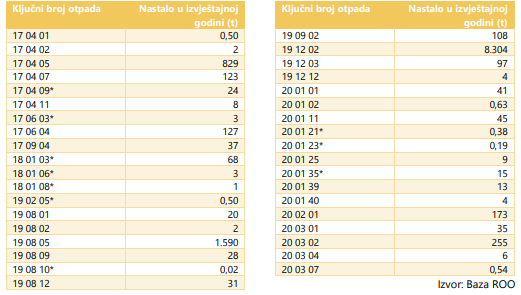 Ključni broj otpada Nastalo u izvještajnoj
godini (t)
17 04 01 0,50
17 04 02 2
17 04 05 829
17 04 07 123
17 04 09* 24
17 04 11 8
17 06 03* 3
17 06 04 127
17 09 04 37
18 01 03* 68
18 01 06* 3
18 01 08* 1
19 02 05* 0,50
19 08 01 20
19 08 02 2
19 08 05 1.590
19 08 09 28
19 08 10* 0,02
19 08 12 31
Ključni broj otpada Nastalo u izvještajnoj
godini (t)
19 09 02 108
19 12 02 8.304
19 12 03 97
19 12 12 4
20 01 01 41
20 01 02 0,63
20 01 11 45
20 01 21* 0,38
20 01 23* 0,19
20 01 25 9
20 01 35* 15
20 01 39 13
20 01 40 4
20 02 01 173
20 03 01 35
20 03 02 255
20 03 04 6
20 03 07 0,54
Izvor: Baza ROO